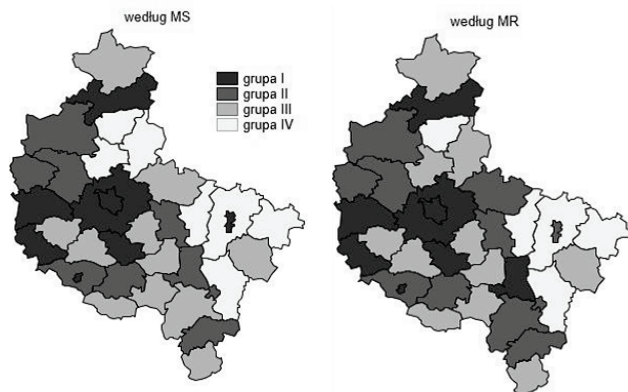 według MS
według MR
grupa I
grupa II
grupa III
grupa IV